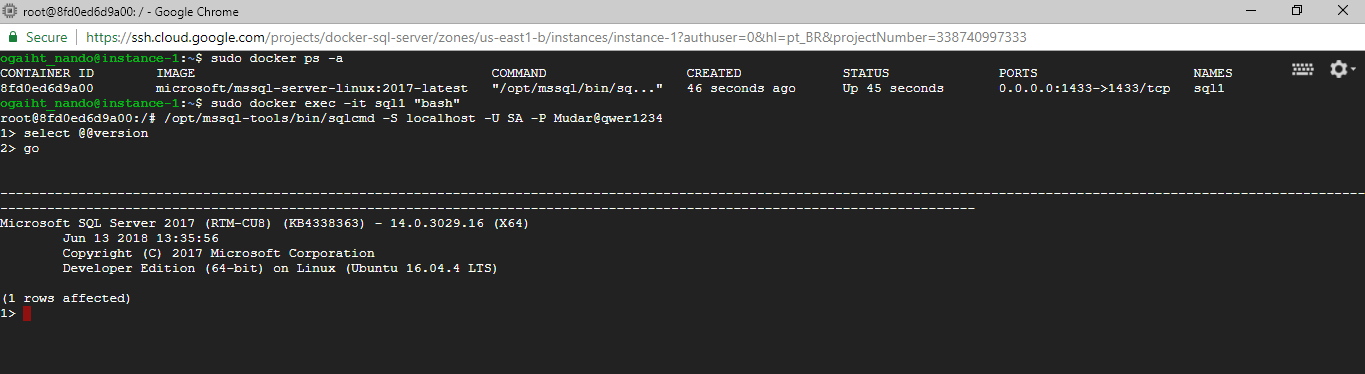 root@8fd0ed6d9a00: / - Google Chrome
Secure | https://ssh.cloud.google.com/projects/docker-sql-server/zones/us-east1-b/instances/instance-1?authuser=0&hl=pt_BR&projectNumber=338740997333
ogaiht_nando@instance-1:~$ sudo docker ps -a
CONTAINER ID IMAGE COMMAND CREATED STATUS PORTS NAMES
8fd0ed6d9a00 microsoft/mssql-server-linux:2017-latest "/opt/mssql/bin/sq..." 46 seconds ago Up 45 seconds 0.0.0.0:1433->1433/tcp sql1
ogaiht_nando@instance-1:~$ sudo docker exec -it sql1 "bash"
root@8fd0ed6d9a00:/# /opt/mssql-tools/bin/sqlcmd -S localhost -U SA -P Mudar@qwer1234
1> select @@version
2> go
--------------------------------------------------------------------------------------------------------------------------------------------------------------------------------
-----------------------------------------------------------------------------------------------------------------------------
Microsoft SQL Server 2017 (RTM-CU8) (KB4338363) - 14.0.3029.16 (X64)
Jun 13 2018 13:35:56
Copyright (C) 2017 Microsoft Corporation
Developer Edition (64-bit) on Linux (Ubuntu 16.04.4 LTS)
(1 rows affected)
1>